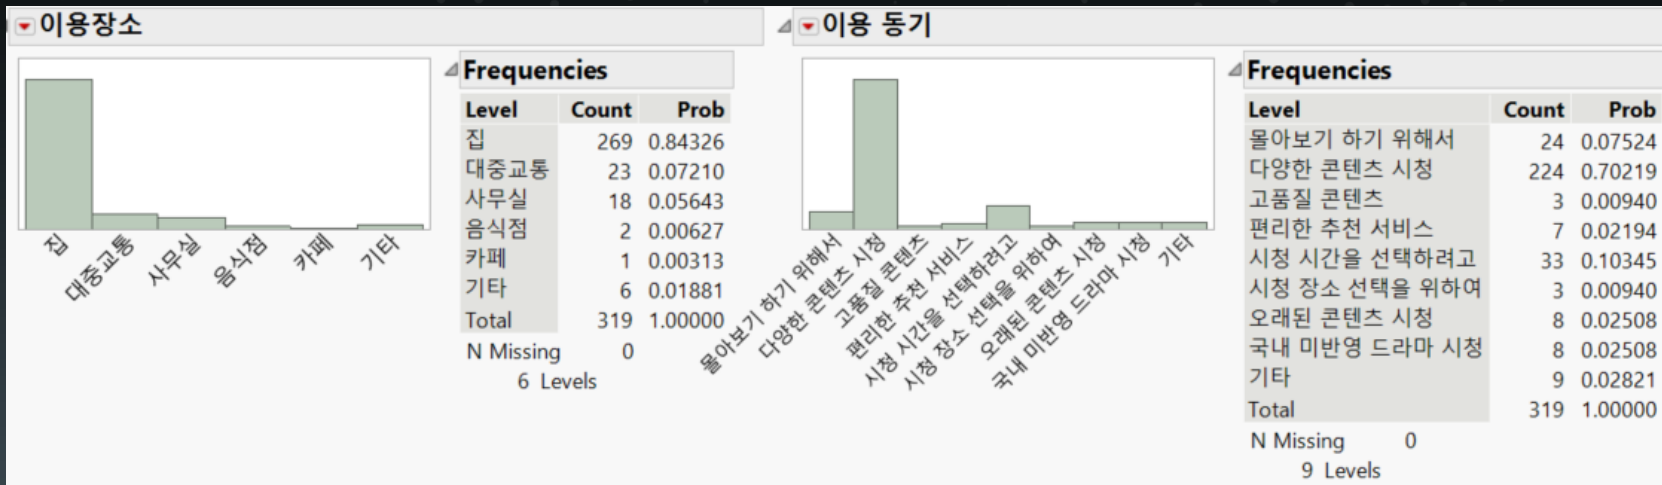 이용장소
Frequencies
Level Count Prob
집 269 0.84326
대중교통 23 0.07210
사무실 18 0.05643
음식점 2 0.00627
카페 1 0.00313
기타 6 0.01881
Total 319 1.00000
N Missing 0
6 Levels
집
대중교통
사무실
음식점
카페
기타
이용 동기
Frequencies
Level Count Prob
몰아보기 하기 위해서 24 0.07524
다양한 콘텐츠 시청 224 0.70219
고품질 콘텐츠 3 0.00940
편리한 추천 서비스 7 0.02194
시청 시간을 선택하려고 33 0.10345
시청 장소 선택을 위하여 3 0.00940
오래된 콘텐츠 시청 8 0.02508
국내 미반영 드라마 시청 8 0.02508
기타 9 0.02821
Total 319 1.00000
N Missing 0
9 Levels
몰아보기 하기 위해서
다양한 콘텐츠 시청
고품질 콘텐츠
편리한 추천 서비스
시청 시간을 선택하려고
시청 장소 선택을 위하여
오래된 콘텐츠 시청
국내 미반영 드라마 시청
기타